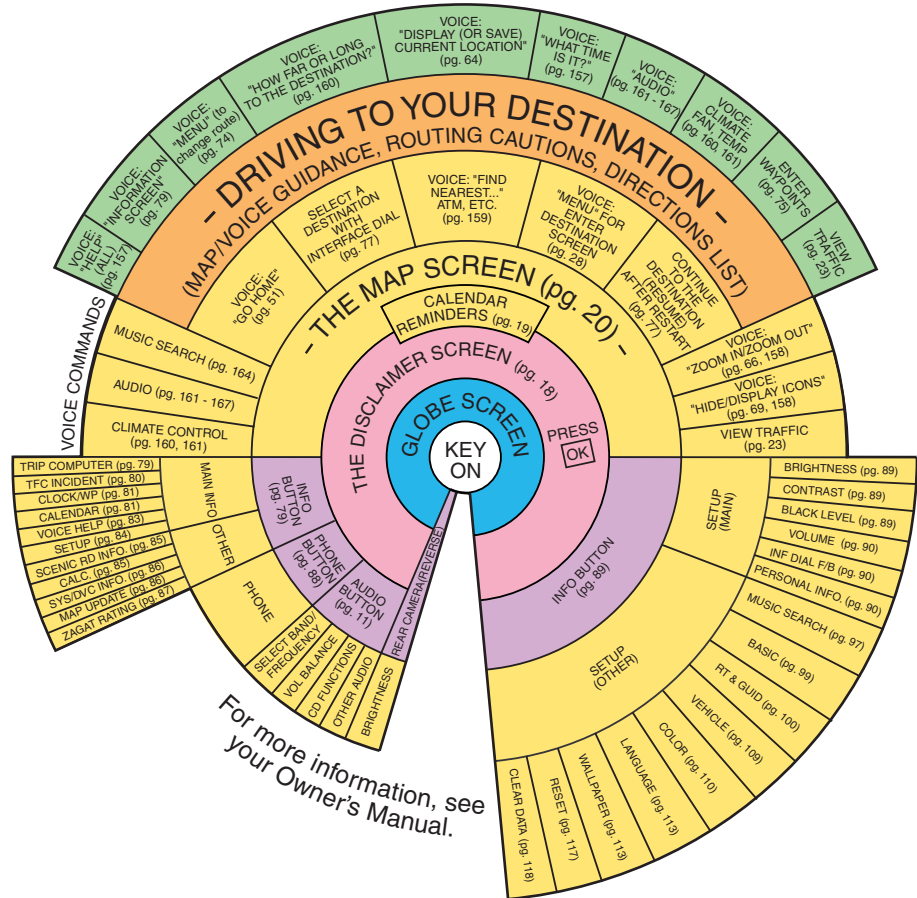 VOICE:
"HELP"
(ALL)
(pg. 157)
VOICE:
"INFORMATION
SCREEN"
(pg. 79)
VOICE:
"MENU" (to
change route)
(pg. 74)
VOICE:
"HOW FAR OR LONG
TO THE DESTINATION?"
(pg. 160)
VOICE:
"DISPLAY (OR SAVE)
CURRENT LOCATION"
(pg. 64)
VOICE:
"WHAT TIME
IS IT?"
(pg. 157)
VOICE:
"AUDIO"
(pg. 161 - 167)
VOICE:
CLIMATE
FAN, TEMP
(pg. 160, 161)
ENTER
WAYPOINTS
(pg. 75)
VIEW
TRAFFIC
(pg. 23)
- DRIVING TO YOUR DESTINATION -
(MAP/VOICE GUIDANCE, ROUTING CAUTIONS, DIRECTIONS LIST)
VOICE:
"GO HOME"
(pg. 51)
SELECT A
DESTINATION
WITH
INTERFACE DIAL
(pg. 77)
VOICE: "FIND
NEAREST..."
ATM, ETC.
(pg. 159)
VOICE:
"MENU" FOR
ENTER
DESTINATION
SCREEN
(pg. 28)
CONTINUE
TO THE
DESTINATION
(RESUME)
AFTER RESTART
(pg. 77)
VOICE COMMANDS
MUSIC SEARCH (pg. 164)
AUDIO (pg. 161 - 167)
CLIMATE CONTROL
(pg. 160, 161)
- THE MAP SCREEN (pg. 20) -
CALENDAR
REMINDERS (pg. 19)
VOICE:
"ZOOM IN/ZOOM OUT"
(pg. 66, 158)
VOICE:
"HIDE/DISPLAY ICONS"
(pg. 69, 158)
VIEW TRAFFIC
(pg. 23)
THE DISCLAIMER SCREEN (pg. 18)
PRESS
OK
GLOBE SCREEN
KEY
ON
TRIP COMPUTER (pg. 79)
TFC INCIDENT (pg. 80)
CLOCK/WP (pg. 81)
CALENDAR (pg. 81)
VOICE HELP (pg. 83)
SETUP (pg. 84)
SCENIC RD INFO. (pg. 85)
CALC. (pg. 85)
SYS/DVC INFO. (pg. 86)
MAP UPDATE (pg. 86)
ZAGAT RATING (pg. 87)
MAIN INFO
OTHER
INFO
BUTTON
(pg. 79)
PHONE
PHONE
BUTTON
(pg. 88)
AUDIO
BUTTON
(pg. 11)
SELECT BAND/
FREQUENCY
VOL BALANCE
CD FUNCTIONS
OTHER AUDIO
BRIGHTNESS
REAR CAMERA(REVERSE)
For more information, see
your Owner's Manual.
INFO BUTTON
(pg. 89)
SETUP
(MAIN)
BRIGHTNESS (pg. 89)
CONTRAST (pg. 89)
BLACK LEVEL (pg. 89)
VOLUME (pg. 90)
INF DIAL F/B (pg. 90)
SETUP
(OTHER)
PERSONAL INFO. (pg. 90)
MUSIC SEARCH (pg. 97)
BASIC (pg. 99)
RT & GUID (pg. 100)
VEHICLE (pg. 109)
COLOR (pg. 110)
LANGUAGE (pg. 113)
WALLPAPER (pg. 113)
RESET (pg. 117)
CLEAR DATA (pg. 118)